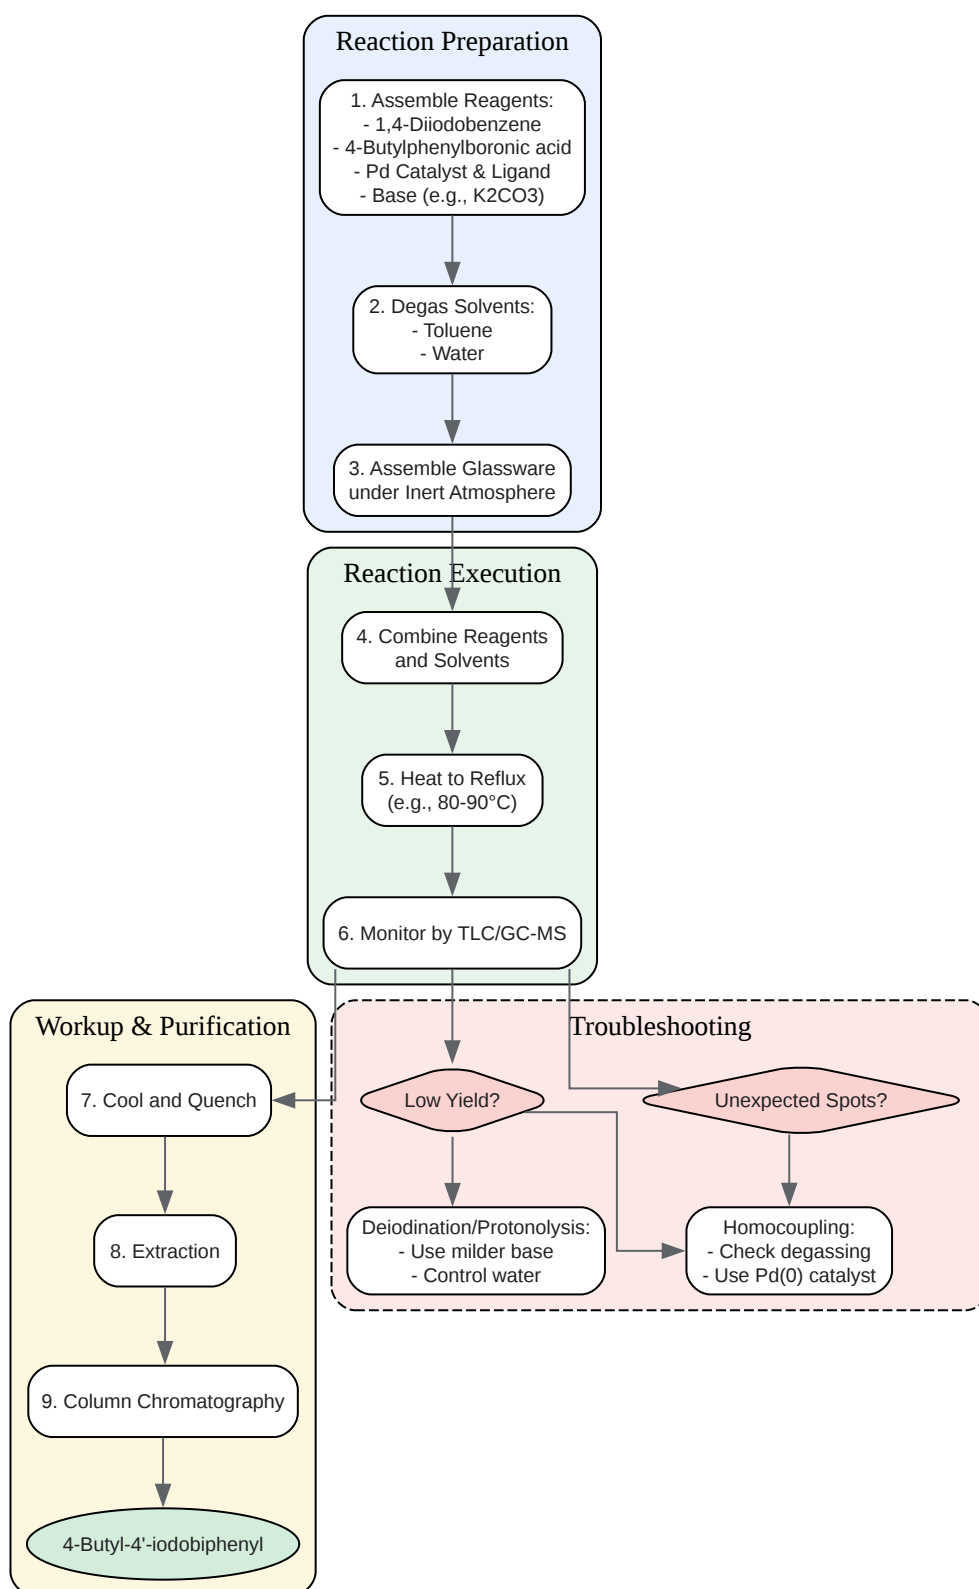 Reaction Preparation
1. Assemble Reagents:
- 1,4-Diiodobenzene
- 4-Butylphenylboronic acid
- Pd Catalyst & Ligand
- Base (e.g., K2CO3)
2. Degas Solvents:
- Toluene
- Water
3. Assemble Glassware
under Inert Atmosphere
Reaction Execution
4. Combine Reagents
and Solvents
5. Heat to Reflux
(e.g., 80-90°C)
6. Monitor by TLC/GC-MS
Workup & Purification
7. Cool and Quench
8. Extraction
9. Column Chromatography
4-Butyl-4'-iodobiphenyl
Troubleshooting
Low Yield?
Unexpected Spots?
Deiodination/Protonolysis:
- Use milder base
- Control water
Homocoupling:
- Check degassing
- Use Pd(0) catalyst